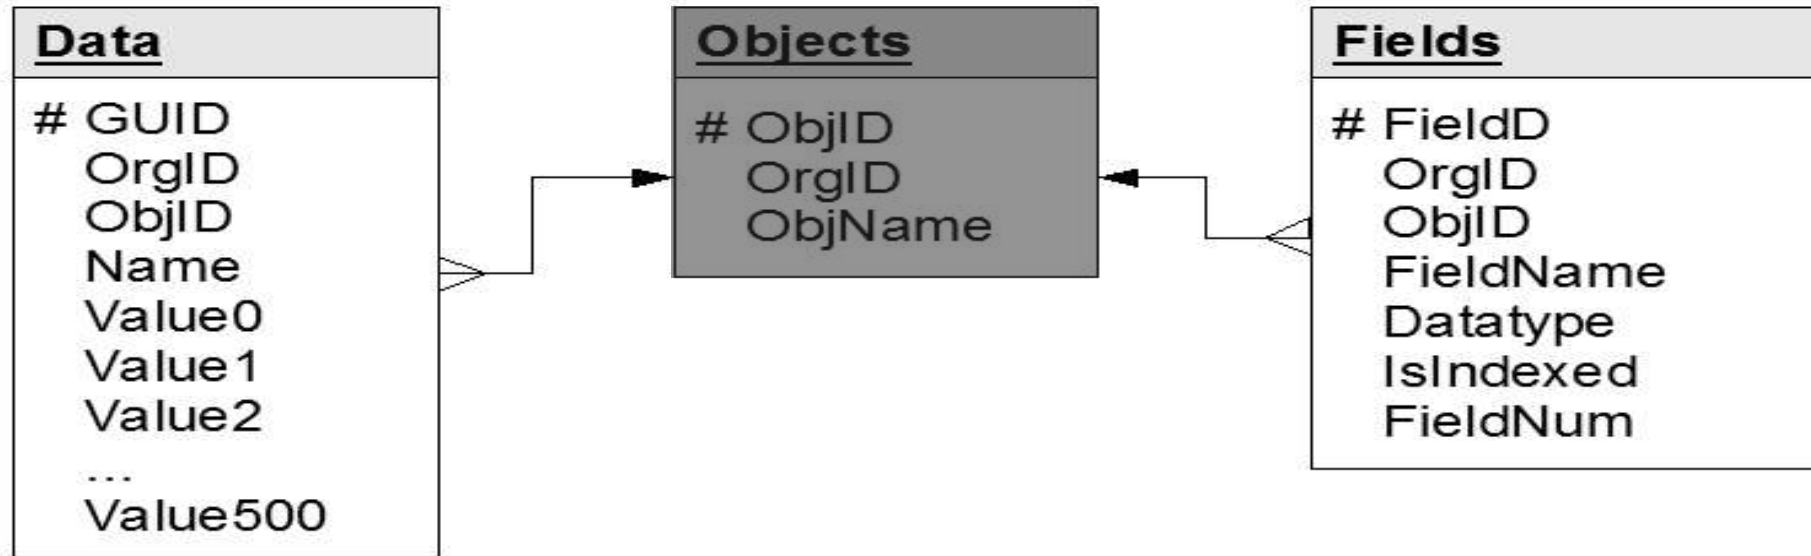 Data
# GUID
OrgID
ObjID
Name
Value0
Value1
Value2
...
Value500
Objects
# ObjID
OrgID
ObjName
Fields
# FieldD
OrgID
ObjID
FieldName
Datatype
IsIndexed
FieldNum